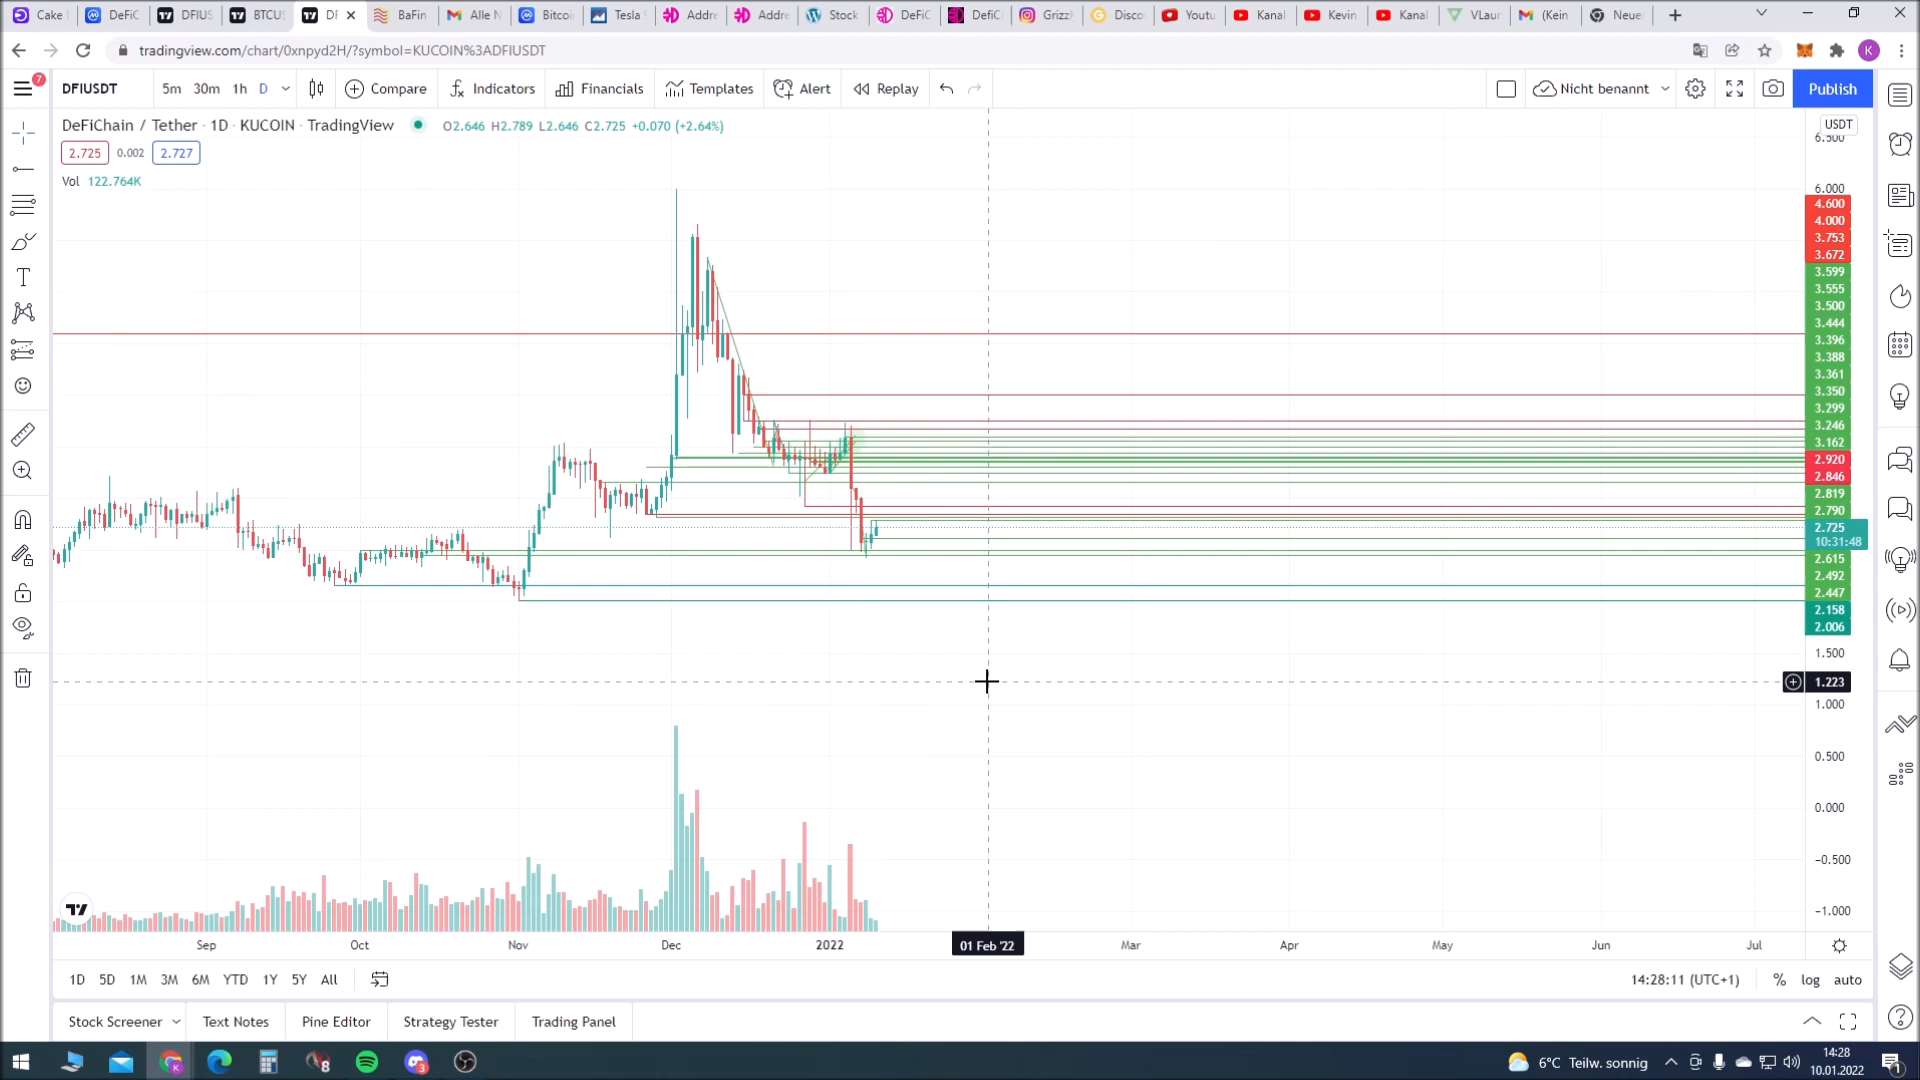 Cake
DeFiC
DFIUS
BTCUS
DF
BaFin
Alle N
Bitcoi
Tesla
Addre
Addre
Stock
DeFiC
DefiC
Grizz
Disco
Youtu
Kanal
Kevin
Kanal
VLaun
(Kein
Neue
tradingview.com/chart/0xnpyd2H/?symbol=KUCOIN%3ADFIUSDT
K
7
DFIUSDT 5m 30m 1h D Compare Indicators Financials Templates Alert Replay Nicht benannt Publish
DeFiChain / Tether · 1D · KUCOIN · TradingView O2.646 H2.789 L2.646 C2.725 +0.070 (+2.64%)
2.725 0.002 2.727
Vol 122.764K
USDT
6.500
6.000
4.600
4.000
3.753
3.672
3.599
3.555
3.500
3.444
3.396
3.388
3.361
3.350
3.299
3.246
3.162
2.920
2.846
2.819
2.790
2.725
10:31:48
2.615
2.492
2.447
2.158
2.006
1.500
1.223
1.000
0.500
0.000
−0.500
−1.000
Sep Oct Nov Dec 2022 01 Feb '22 Mar Apr May Jun Jul
1D 5D 1M 3M 6M YTD 1Y 5Y All 14:28:11 (UTC+1) % log auto
Stock Screener Text Notes Pine Editor Strategy Tester Trading Panel
8
3
6°C Teilw. sonnig
14:28
10.01.2022
1